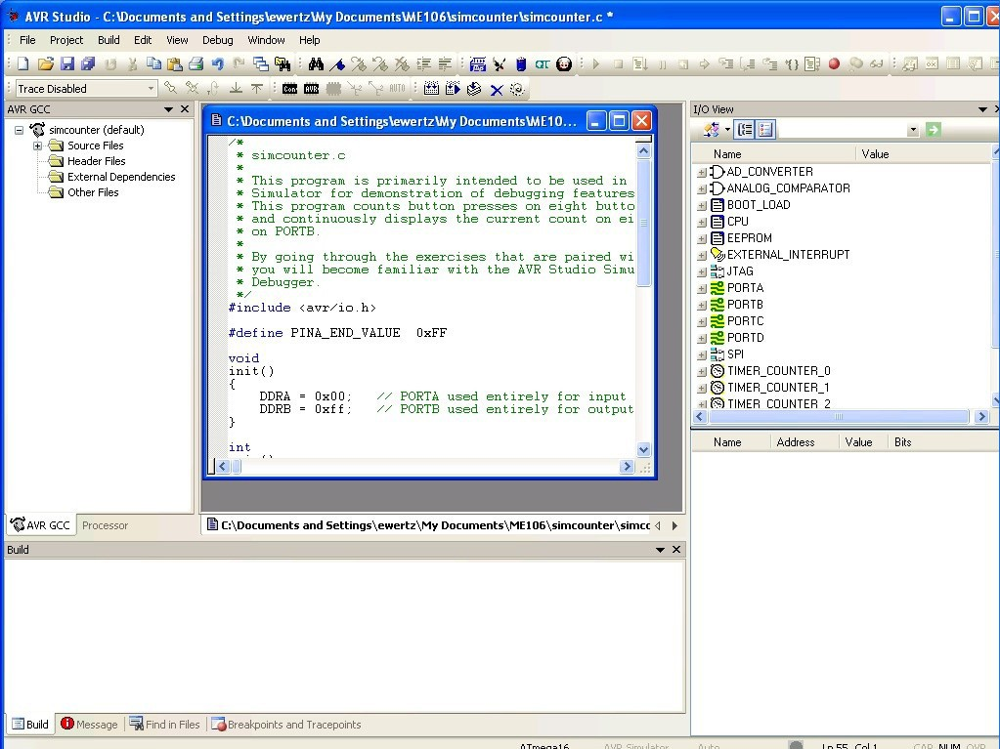 AVR Studio - C:\Documents and Settings\ewertz\My Documents\ME106\simcounter\simcounter.c *
File Project Build Edit View Debug Window Help
Trace Disabled
Con AVR AUTO
AVR GCC
simcounter (default)
Source Files
Header Files
External Dependencies
Other Files
AVR GCC Processor
C:\Documents and Settings\ewertz\My Documents\ME10...
/*
* simcounter.c
*
* This program is primarily intended to be used in
* Simulator for demonstration of debugging features
* This program counts button presses on eight butto
* and continuously displays the current count on ei
* on PORTB.
*
* By going through the exercises that are paired wi
* you will become familiar with the AVR Studio Simu
* Debugger.
*/
#include <avr/io.h>
#define PINA_END_VALUE 0xFF
void
init()
{
DDRA = 0x00; // PORTA used entirely for input
DDRB = 0xff; // PORTB used entirely for output
}
int
C:\Documents and Settings\ewertz\My Documents\ME106\simcounter\simcc
I/O View
Name Value
AD_CONVERTER
ANALOG_COMPARATOR
BOOT_LOAD
CPU
EEPROM
EXTERNAL_INTERRUPT
JTAG
PORTA
PORTB
PORTC
PORTD
SPI
TIMER_COUNTER_0
TIMER_COUNTER_1
TIMER_COUNTER_2
Name Address Value Bits
Build
Build Message Find in Files Breakpoints and Tracepoints
ATmega16 AVR Simulator Auto Ln 55, Col 1 CAP NUM OVR